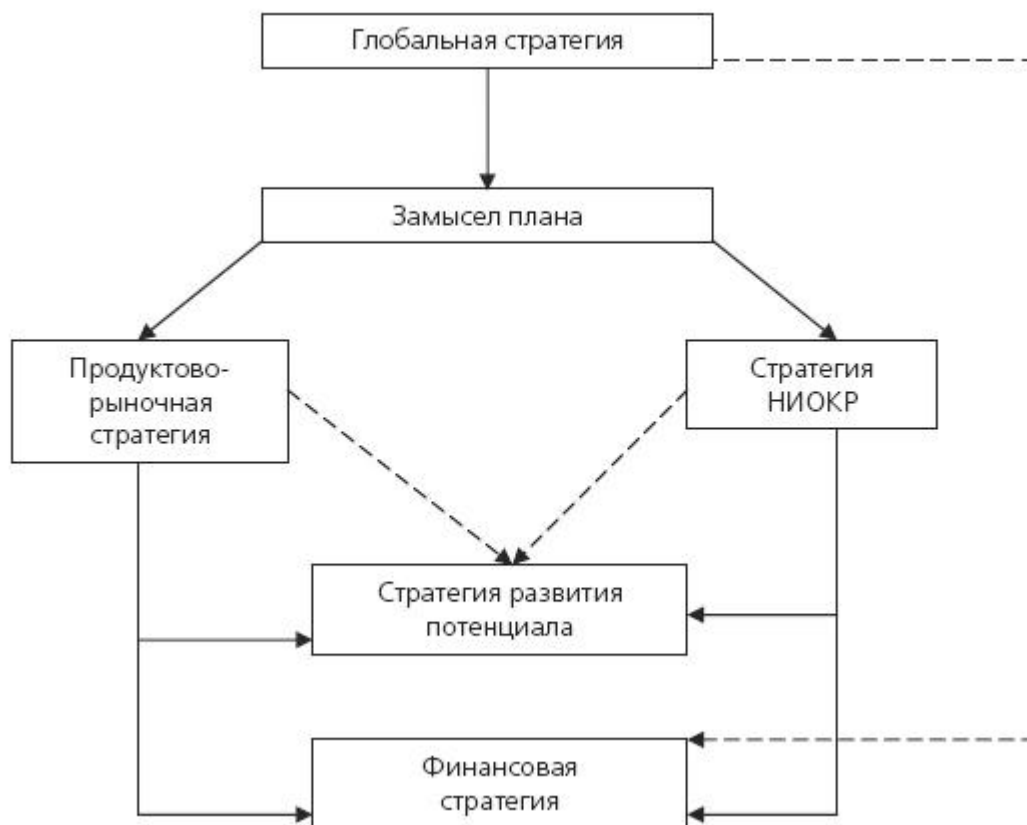 Глобальная стратегия
Замысел плана
Продуктово-
рыночная
стратегия
Стратегия
НИОКР
Стратегия развития
потенциала
Финансовая
стратегия